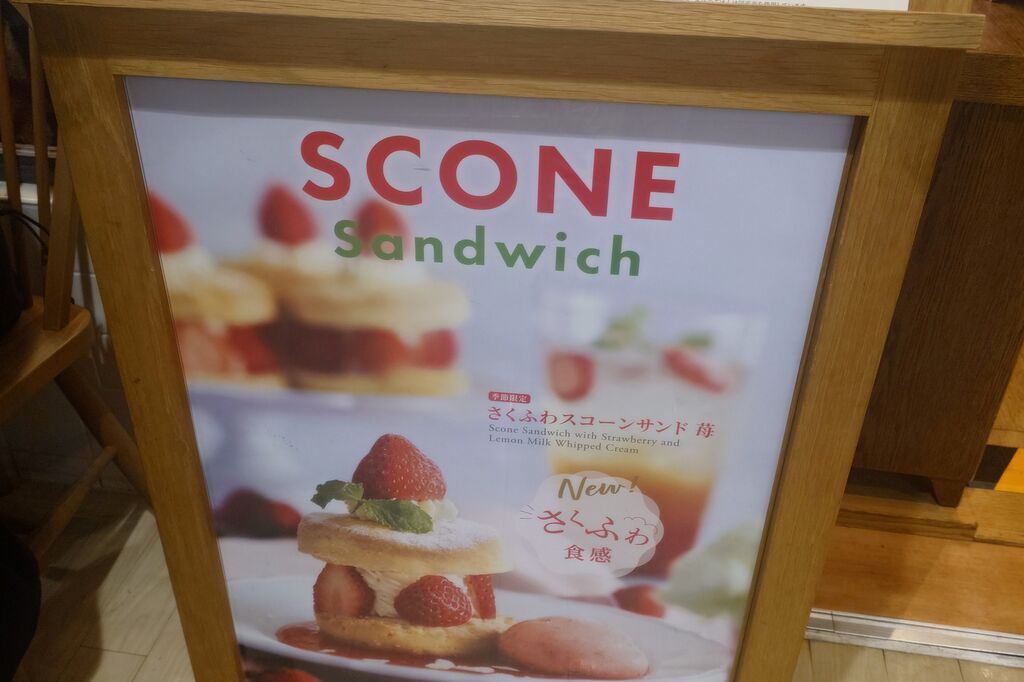 SCONE
Sandwich
季節限定
さくふわスコーンサンド 苺
Scone Sandwich with Strawberry and
Lemon Milk Whipped Cream
New!
さくふわ
食感